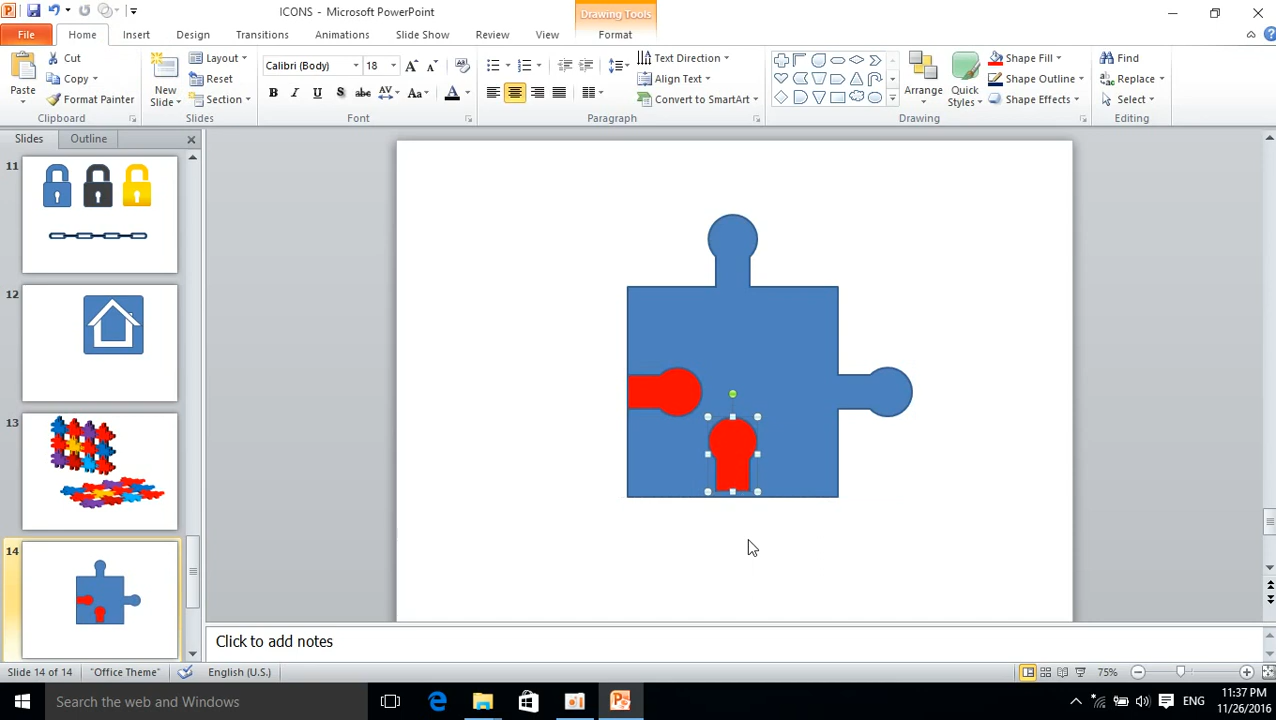 ICONS - Microsoft PowerPoint
Drawing Tools
File Home Insert Design Transitions Animations Slide Show Review View Format
Paste
Cut
Copy
Format Painter
Clipboard
New Slide
Layout
Reset
Section
Slides
Calibri (Body) 18
B I U S abc AV Aa A
Font
Text Direction
Align Text
Convert to SmartArt
Paragraph
Arrange
Quick Styles
Shape Fill
Shape Outline
Shape Effects
Drawing
Find
Replace
Select
Editing
Slides Outline
11
12
13
14
Click to add notes
Slide 14 of 14 "Office Theme" English (U.S.) 75%
Search the web and Windows
ENG
11:37 PM
11/26/2016